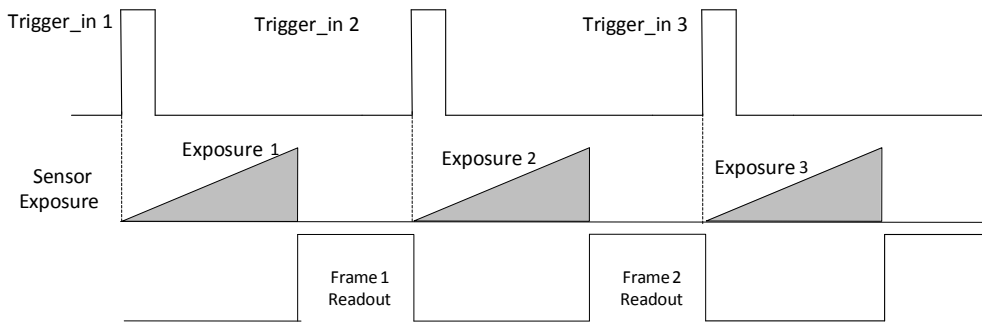 Trigger_in 1
Trigger_in 2
Trigger_in 3
Exposure 1
Exposure 2
Exposure 3
Sensor
Exposure
Frame 1
Readout
Frame 2
Readout